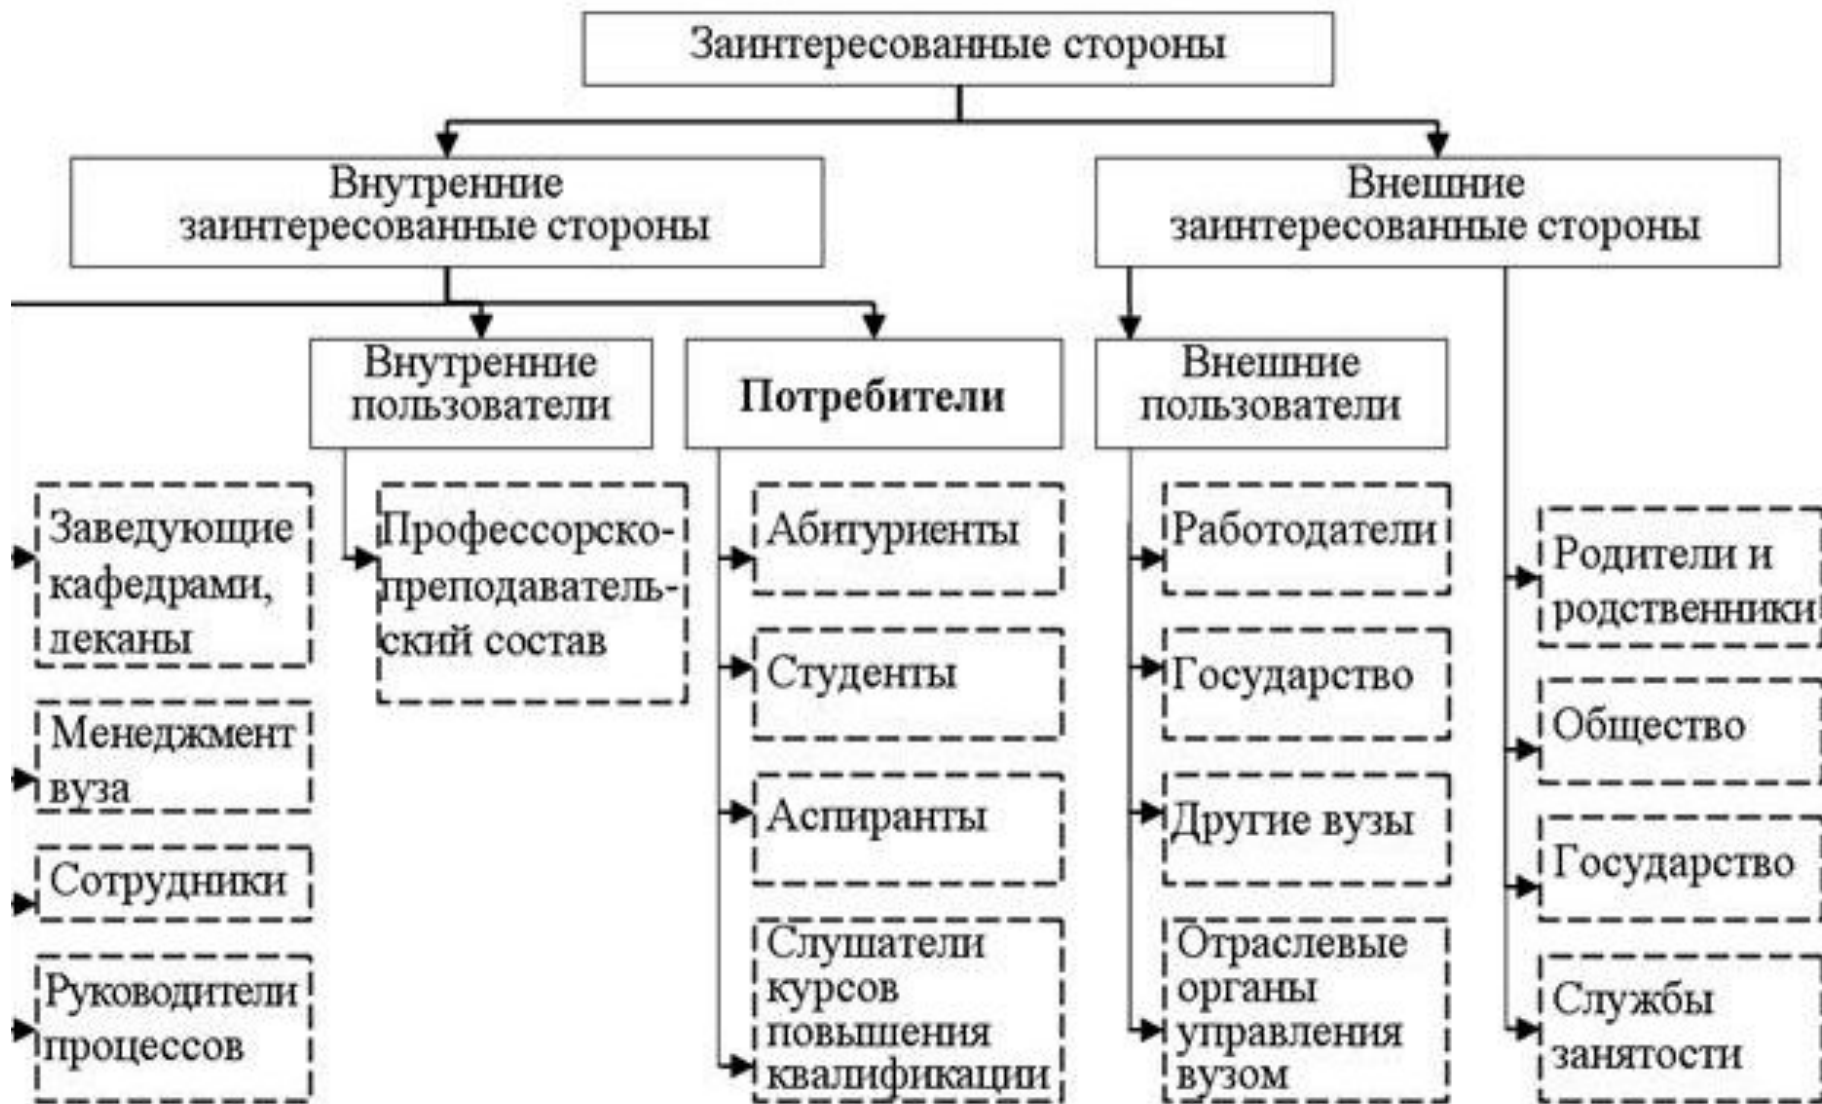 Заинтересованные стороны
Внутренние
заинтересованные стороны
Внешние
заинтересованные стороны
Внутренние
пользователи
Потребители
Внешние
пользователи
Заведующие
кафедрами,
деканы
Менеджмент
вуза
Сотрудники
Руководители
процессов
Профессорско-
преподаватель-
ский состав
Абитуриенты
Студенты
Аспиранты
Слушатели
курсов
повышения
квалификации
Работодатели
Государство
Другие вузы
Отраслевые
органы
управления
вузом
Родители и
родственники
Общество
Государство
Службы
занятости